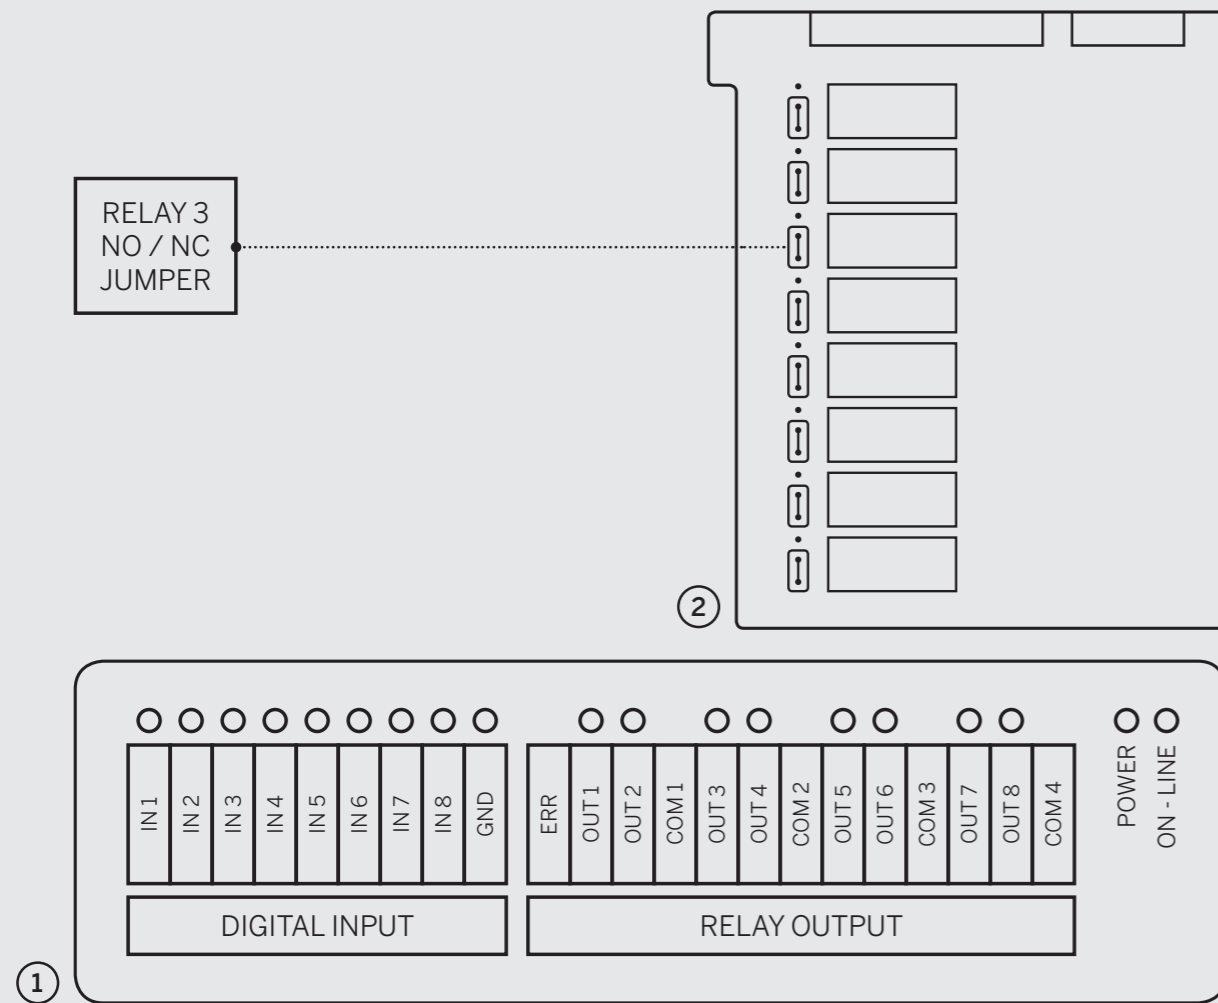 RELAY 3
NO / NC
JUMPER
2
IN 1
IN 2
IN 3
IN 4
IN 5
IN 6
IN 7
IN 8
GND
ERR
OUT 1
OUT 2
COM 1
OUT 3
OUT 4
COM 2
OUT 5
OUT 6
COM 3
OUT 7
OUT 8
COM 4
POWER
ON - LINE
DIGITAL INPUT
RELAY OUTPUT
1